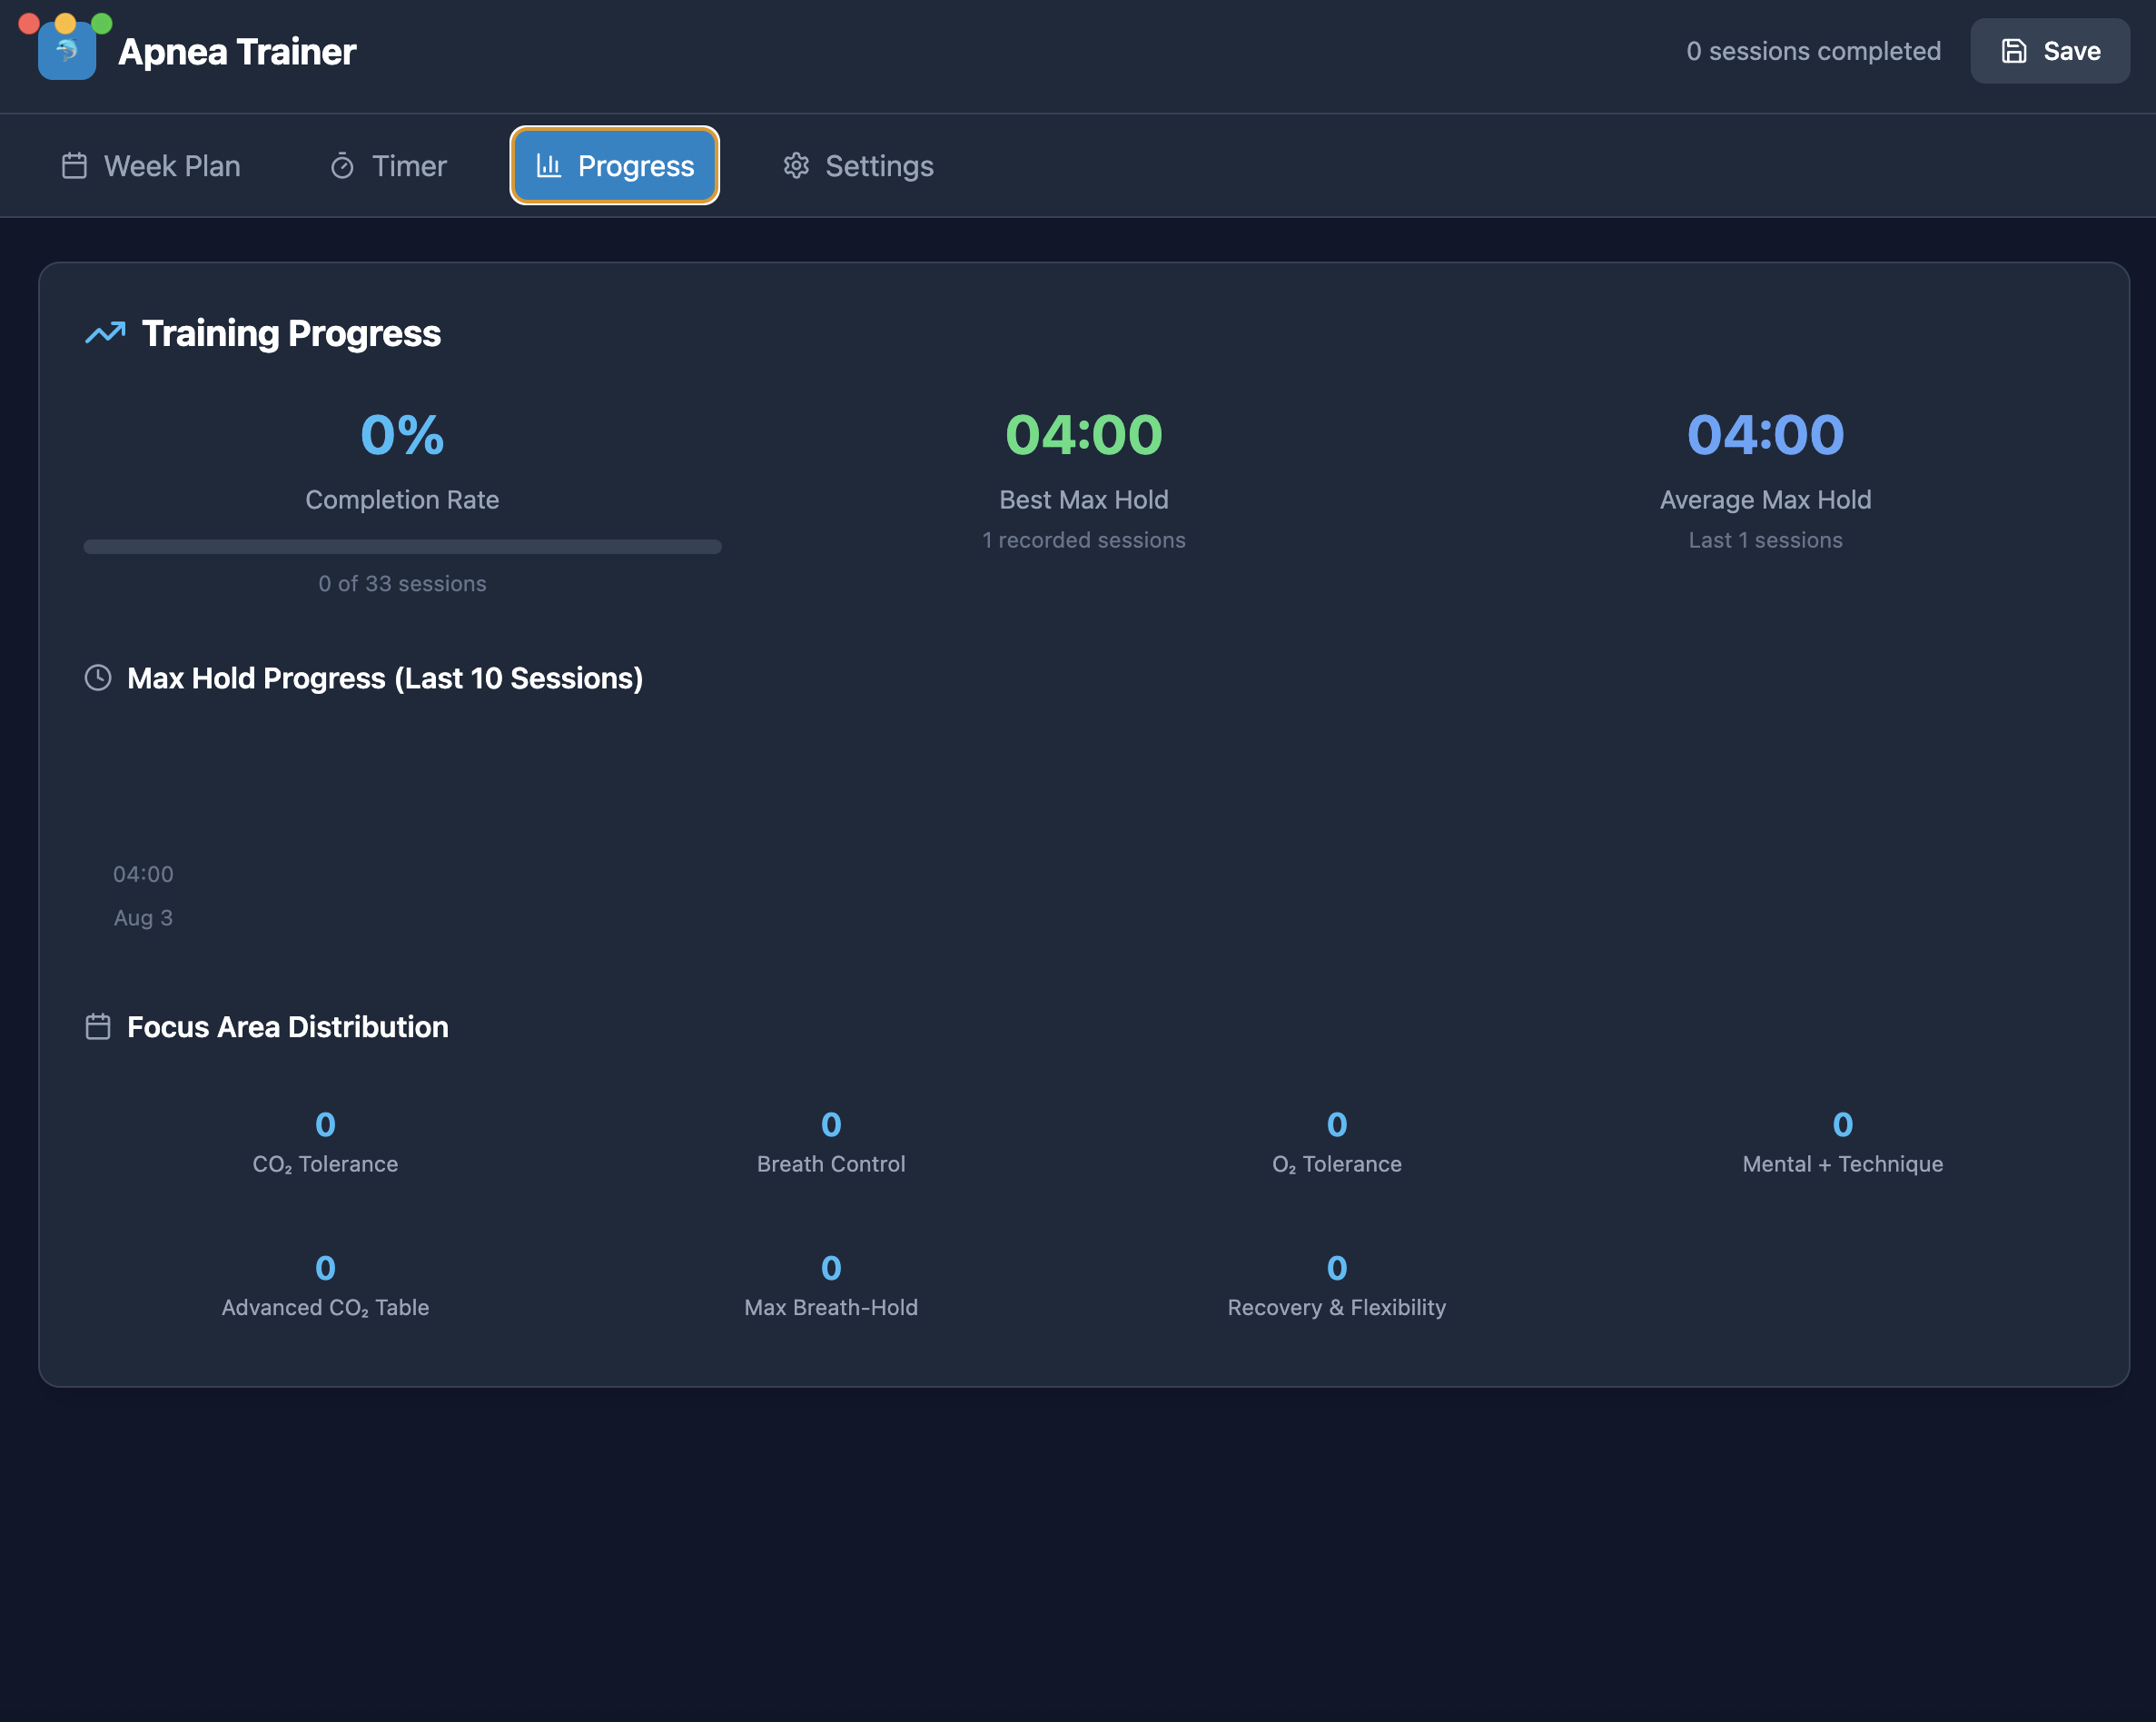 Apnea Trainer
0 sessions completed
Save
Week Plan
Timer
Progress
Settings
Training Progress
0%
Completion Rate
0 of 33 sessions
04:00
Best Max Hold
1 recorded sessions
04:00
Average Max Hold
Last 1 sessions
Max Hold Progress (Last 10 Sessions)
04:00
Aug 3
Focus Area Distribution
0
CO₂ Tolerance
0
Breath Control
0
O₂ Tolerance
0
Mental + Technique
0
Advanced CO₂ Table
0
Max Breath-Hold
0
Recovery & Flexibility